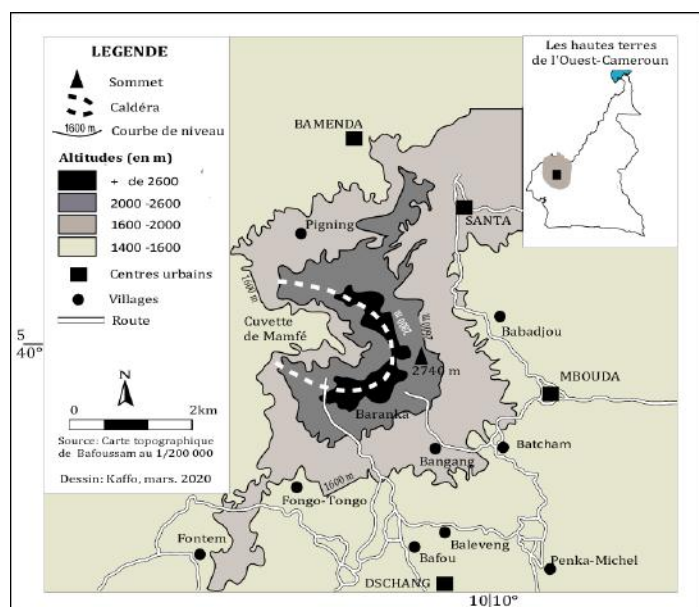 LEGENDE
Sommet
Caldéra
1600 m
Courbe de niveau
Altitudes (en m)
+ de 2600
2000 -2600
1600 -2000
1400 -1600
Centres urbains
Villages
Route
N
0 2km
Source: Carte topographique
de Bafoussam au 1/200 000
Dessin: Kaffo, mars. 2020
Les hautes terres
de l'Ouest-Cameroun
BAMENDA
SANTA
Pigning
1600 m
Cuvette
de Mamfé
Babadjou
2740 m
MBOUDA
Baranka
Batcham
Bangang
1600 m
Fongo-Tongo
Fontem
Baleveng
Bafou
Penka-Michel
DSCHANG
5
40°
10|10°